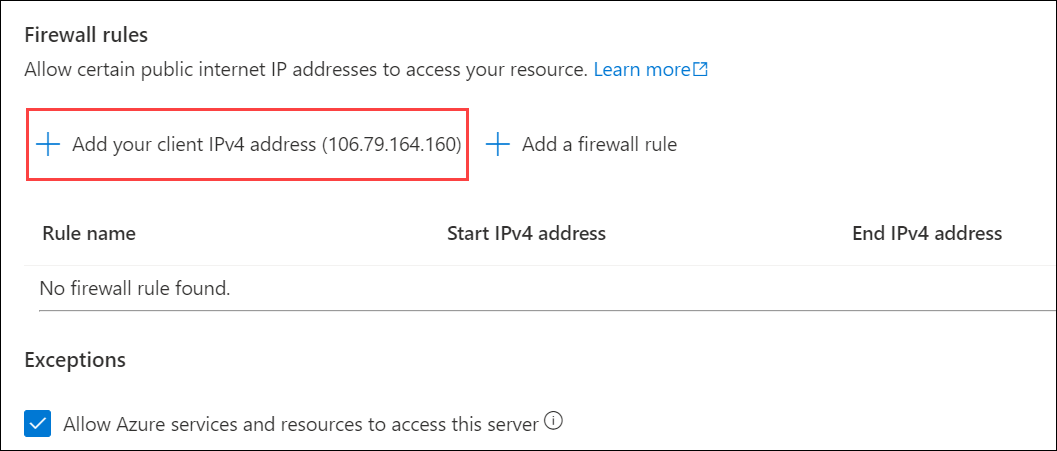 Firewall rules
Allow certain public internet IP addresses to access your resource. Learn more
Add your client IPv4 address (106.79.164.160) Add a firewall rule
Rule name Start IPv4 address End IPv4 address
No firewall rule found.
Exceptions
Allow Azure services and resources to access this server